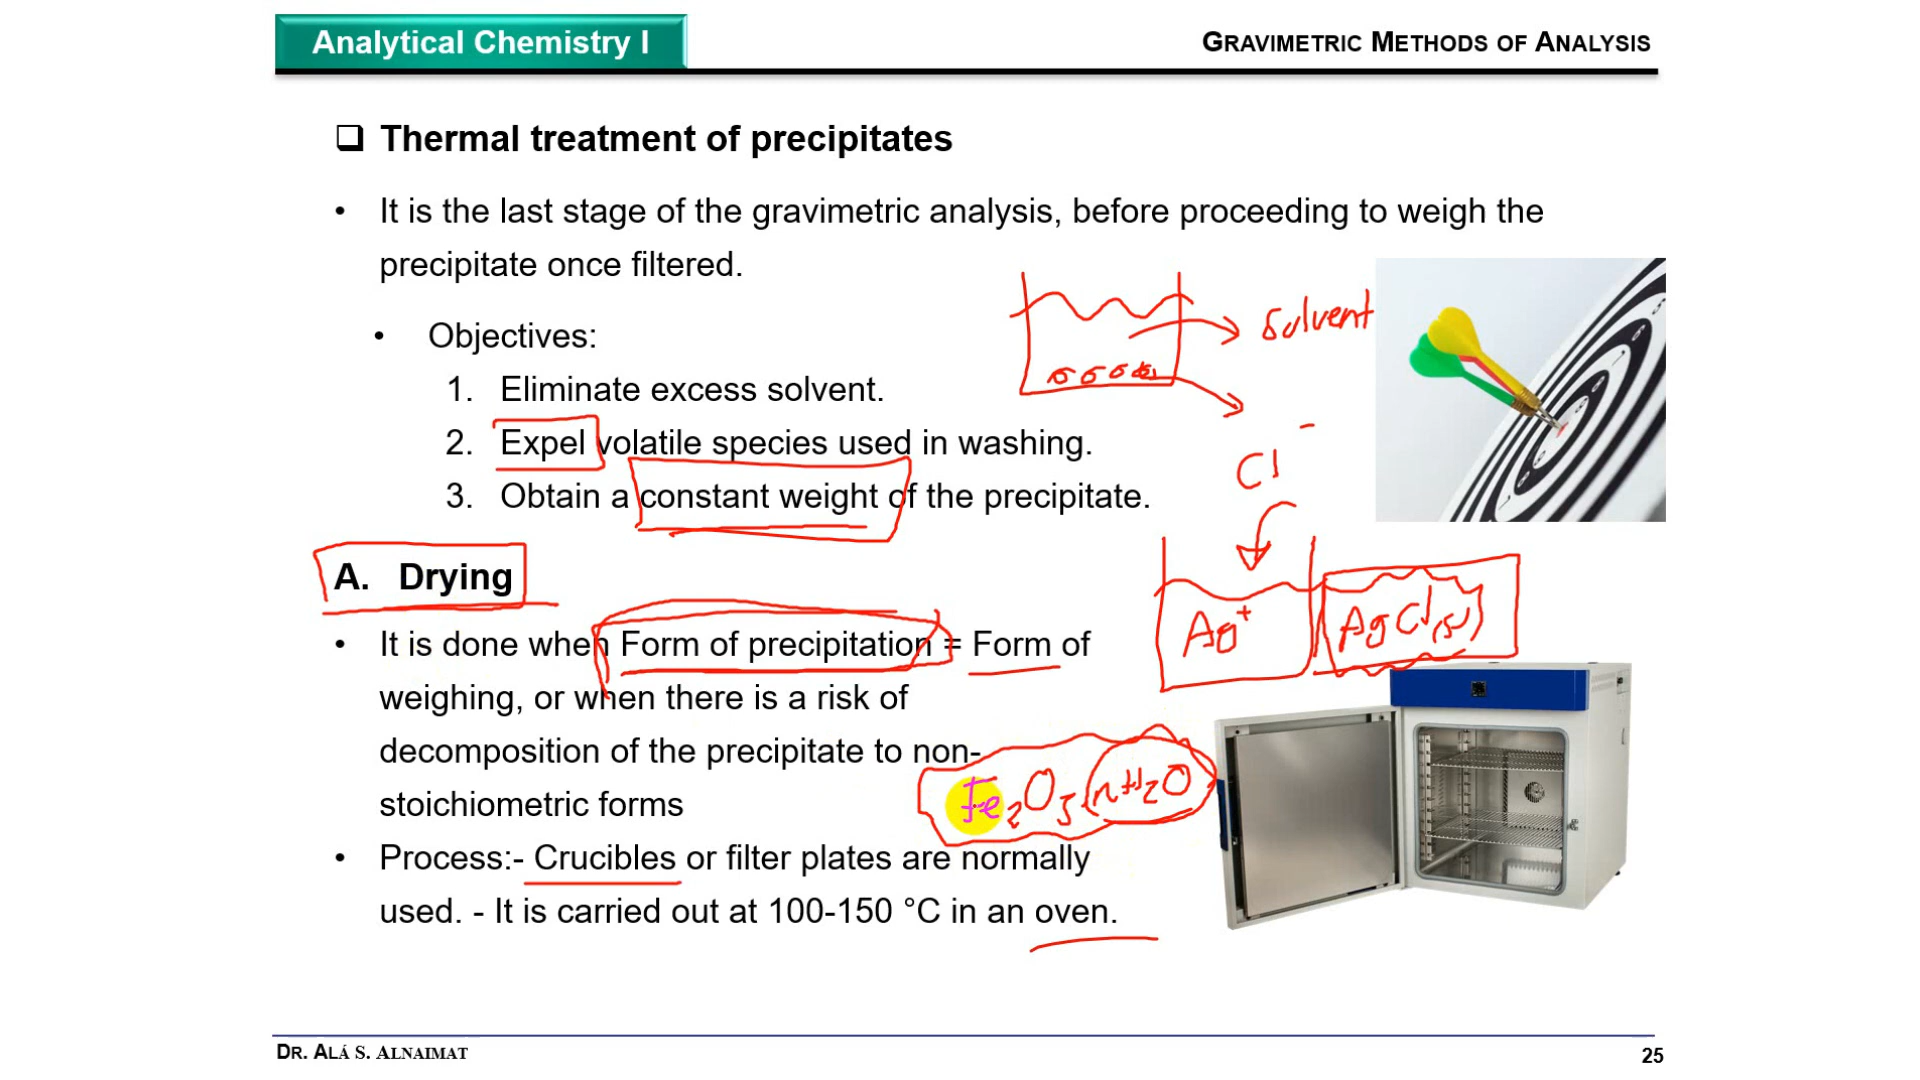 Analytical Chemistry I
GRAVIMETRIC METHODS OF ANALYSIS
❑ Thermal treatment of precipitates
• It is the last stage of the gravimetric analysis, before proceeding to weigh the
precipitate once filtered.
• Objectives:
1. Eliminate excess solvent.
2. Expel volatile species used in washing.
3. Obtain a constant weight of the precipitate.
solvent
Cl⁻
Ag⁺
AgCl(s)
A. Drying
• It is done when Form of precipitation = Form of
weighing, or when there is a risk of
decomposition of the precipitate to non-
stoichiometric forms
Fe₂O₃.nH₂O
• Process:- Crucibles or filter plates are normally
used. - It is carried out at 100-150 °C in an oven.
DR. ALÁ S. ALNAIMAT
25